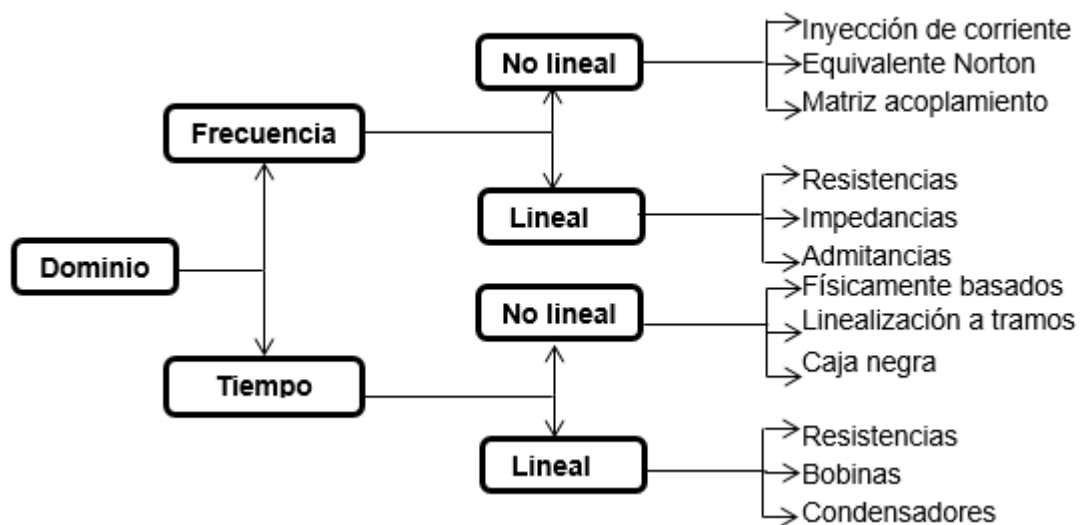 Dominio
Frecuencia
No lineal
Inyección de corriente
Equivalente Norton
Matriz acoplamiento
Lineal
Resistencias
Impedancias
Admitancias
Tiempo
No lineal
Físicamente basados
Linealización a tramos
Caja negra
Lineal
Resistencias
Bobinas
Condensadores